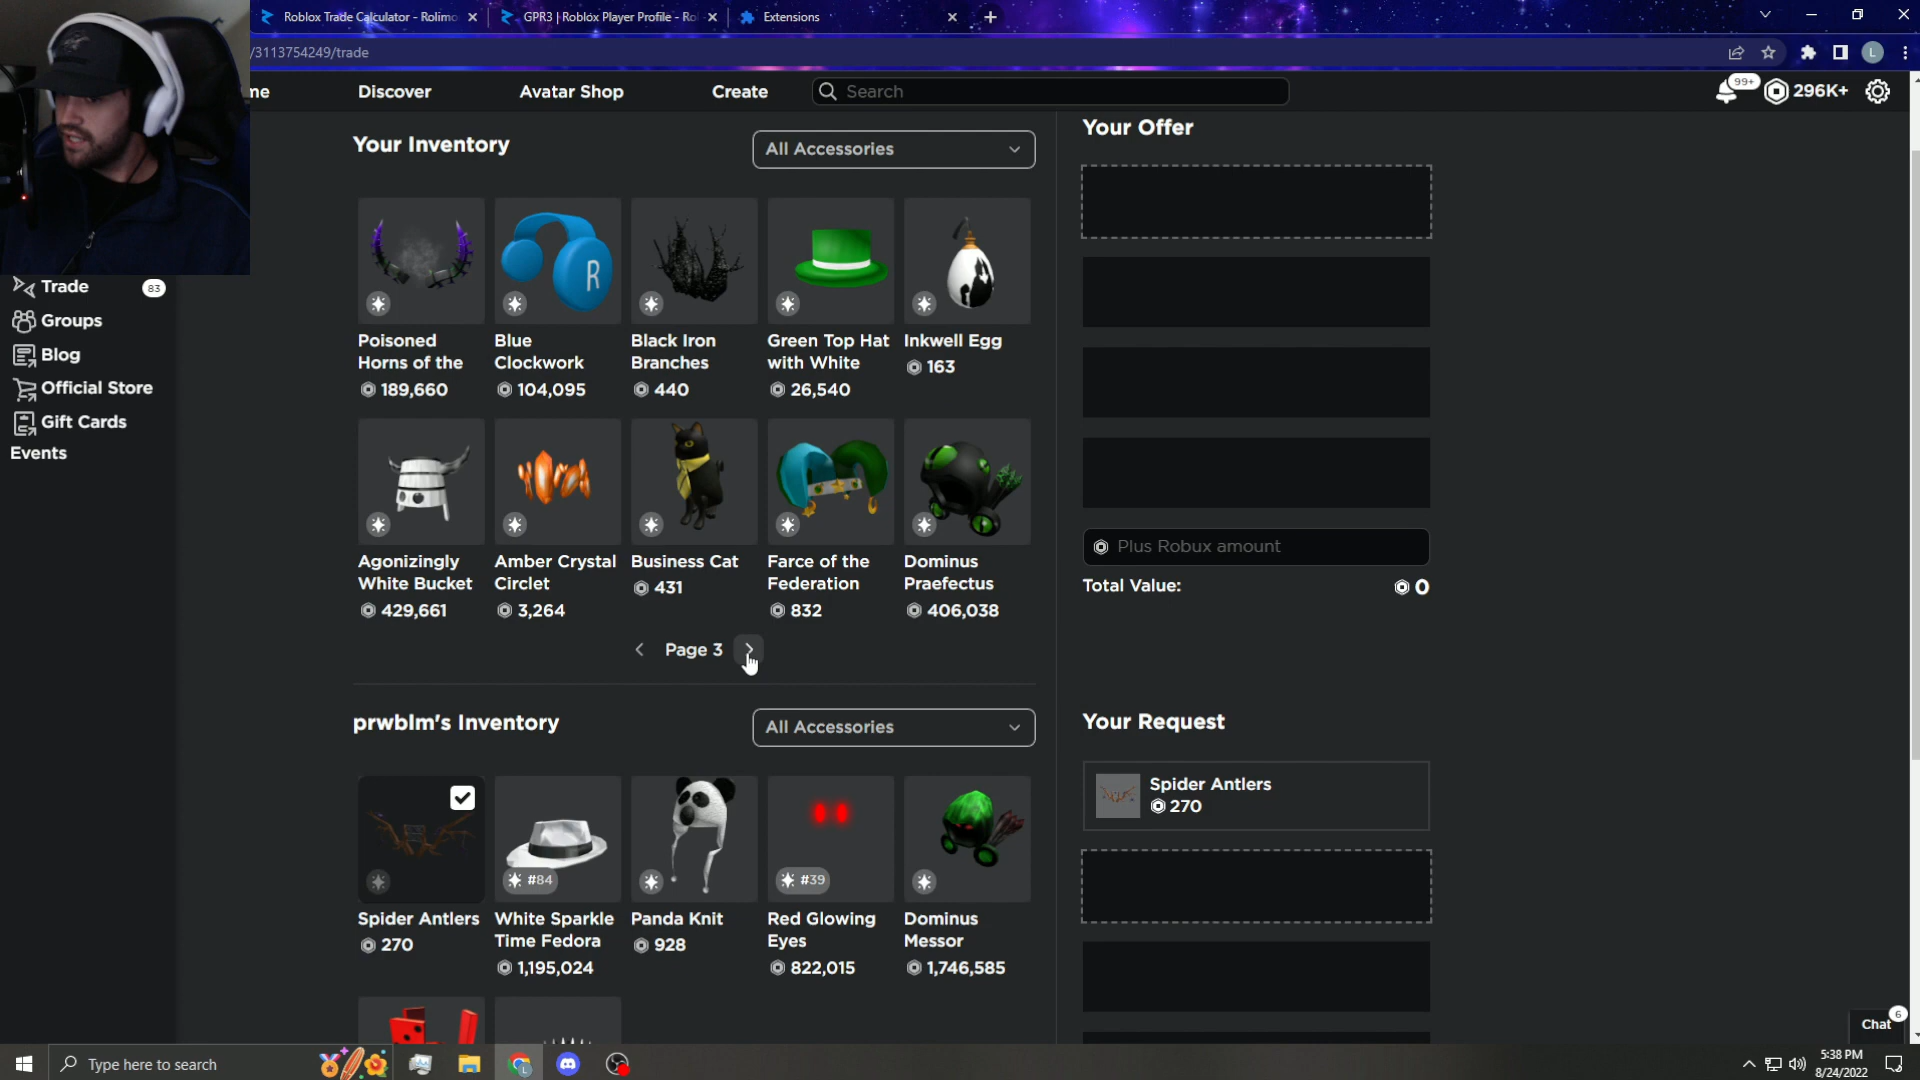 Roblox Trade Calculator - Rolimo
GPR3 | Roblox Player Profile - Ro
Extensions
/3113754249/trade
L
me
Discover
Avatar Shop
Create
Search
99+
296K+
Your Inventory
All Accessories
Your Offer
Trade
83
Groups
Blog
Official Store
Gift Cards
Events
R
Poisoned
Horns of the
189,660
Blue
Clockwork
104,095
Black Iron
Branches
440
Green Top Hat
with White
26,540
Inkwell Egg
163
Agonizingly
White Bucket
429,661
Amber Crystal
Circlet
3,264
Business Cat
431
Farce of the
Federation
832
Dominus
Praefectus
406,038
Plus Robux amount
Total Value:
0
Page 3
prwblm's Inventory
All Accessories
Your Request
Spider Antlers
270
#84
#39
Spider Antlers
270
White Sparkle
Time Fedora
1,195,024
Panda Knit
928
Red Glowing
Eyes
822,015
Dominus
Messor
1,746,585
Chat
6
Type here to search
L
5:38 PM
8/24/2022